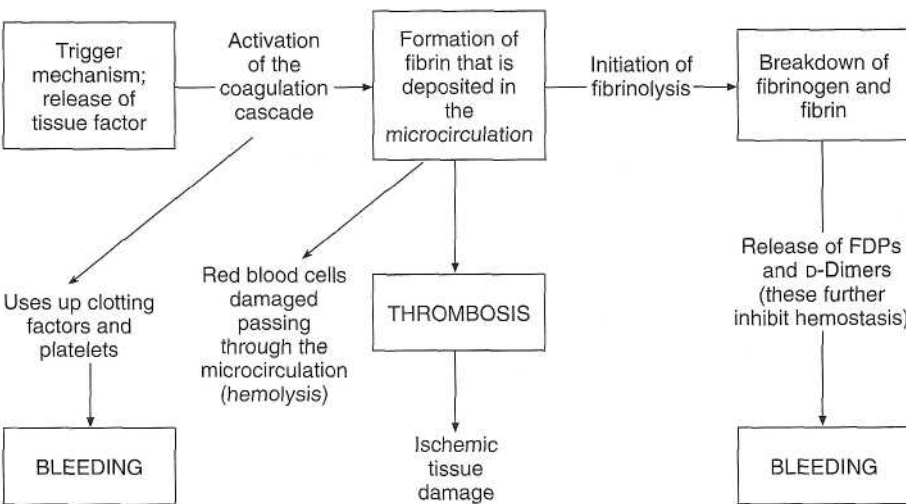 Trigger
mechanism;
release of
tissue factor
Activation
of the
coagulation
cascade
Formation of
fibrin that is
deposited in
the
microcirculation
Initiation of
fibrinolysis
Breakdown of
fibrinogen and
fibrin
Uses up clotting
factors and
platelets
Red blood cells
damaged
passing
through the
microcirculation
(hemolysis)
THROMBOSIS
Release of FDPs
and D-Dimers
(these further
inhibit hemostasis)
BLEEDING
Ischemic
tissue
damage
BLEEDING